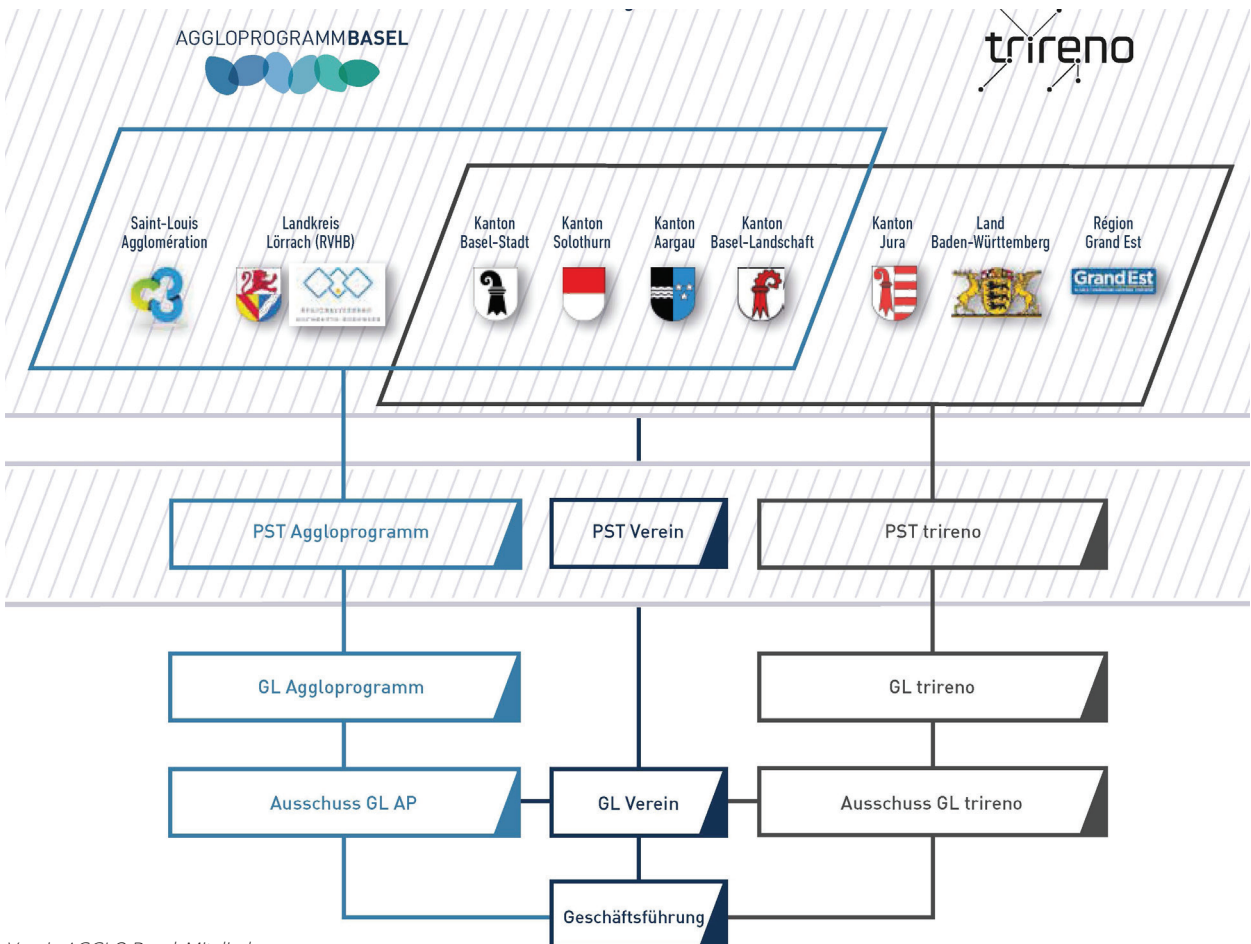 AGGLOPROGRAMMBASEL
trireno
Saint-Louis
Agglomération
Landkreis
Lörrach (RVHB)
Kanton
Basel-Stadt
Kanton
Solothurn
Kanton
Aargau
Kanton
Basel-Landschaft
Kanton
Jura
Land
Baden-Württemberg
Région
Grand Est
GrandEst
PST Aggloprogramm
PST Verein
PST trireno
GL Aggloprogramm
GL trireno
Ausschuss GL AP
GL Verein
Ausschuss GL trireno
Geschäftsführung